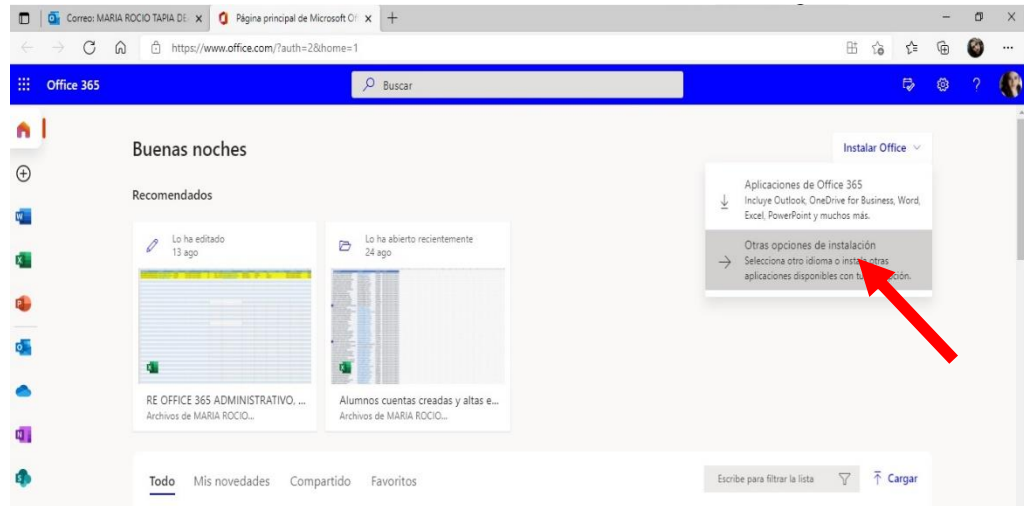 Correo: MARIA ROCIO TAPIA DE
Página principal de Microsoft Of
https://www.office.com/?auth=2&home=1
Office 365
Buscar
Buenas noches
Instalar Office
Aplicaciones de Office 365
Incluye Outlook, OneDrive for Business, Word,
Excel, PowerPoint y muchos más.
Otras opciones de instalación
Selecciona otro idioma o instala otras
aplicaciones disponibles con tu
Recomendados
Lo ha editado
13 ago
Lo ha abierto recientemente
24 ago
RE OFFICE 365 ADMINISTRATIVO, ...
Archivos de MARIA ROCIO...
Alumnos cuentas creadas y altas e...
Archivos de MARIA ROCIO...
Todo Mis novedades Compartido Favoritos
Escribe para filtrar la lista
Cargar